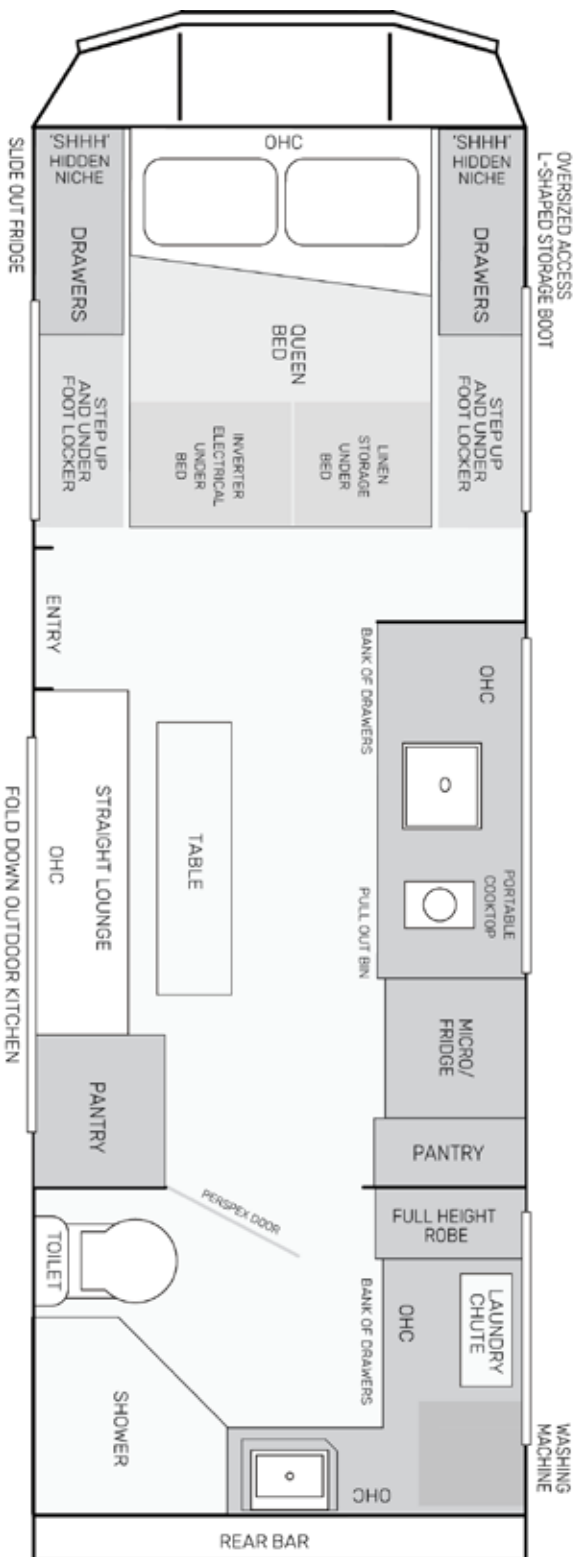 SLIDE OUT FRIDGE
OVERSIZED ACCESS
L-SHAPED STORAGE BOOT
'SHHH'
HIDDEN
NICHE
DRAWERS
OHC
'SHHH'
HIDDEN
NICHE
DRAWERS
QUEEN
BED
STEP UP
AND UNDER
FOOT LOCKER
INVERTER
ELECTRICAL
UNDER
BED
LINEN
STORAGE
UNDER
BED
STEP UP
AND UNDER
FOOT LOCKER
ENTRY
BANK OF DRAWERS
OHC
STRAIGHT LOUNGE
OHC
TABLE
PORTABLE
COOKTOP
PULL OUT BIN
FOLD DOWN OUTDOOR KITCHEN
MICRO/
FRIDGE
PANTRY
PANTRY
PERSPEX DOOR
FULL HEIGHT
ROBE
TOILET
BANK OF DRAWERS
OHC
LAUNDRY
CHUTE
SHOWER
WASHING
MACHINE
OHC
REAR BAR